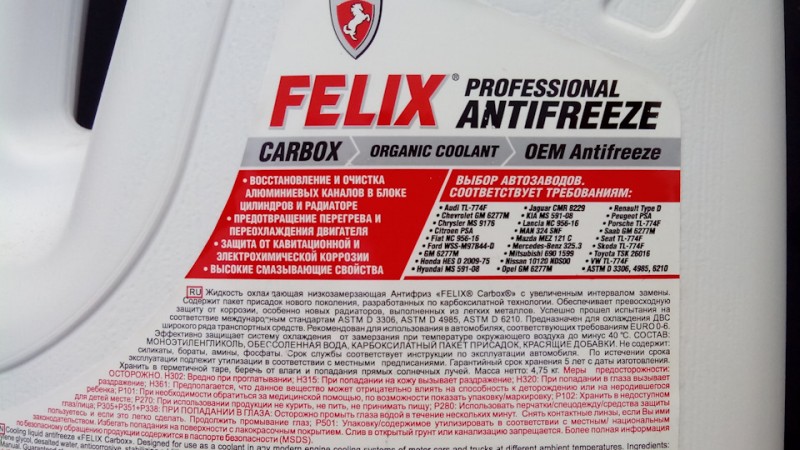 FELIX® PROFESSIONAL
ANTIFREEZE
CARBOX ORGANIC COOLANT OEM Antifreeze
• ВОССТАНОВЛЕНИЕ И ОЧИСТКА
АЛЮМИНИЕВЫХ КАНАЛОВ В БЛОКЕ
ЦИЛИНДРОВ И РАДИАТОРЕ
• ПРЕДОТВРАЩЕНИЕ ПЕРЕГРЕВА И
ПЕРЕОХЛАЖДЕНИЯ ДВИГАТЕЛЯ
• ЗАЩИТА ОТ КАВИТАЦИОННОЙ И
ЭЛЕКТРОХИМИЧЕСКОЙ КОРРОЗИИ
• ВЫСОКИЕ СМАЗЫВАЮЩИЕ СВОЙСТВА
ВЫБОР АВТОЗАВОДОВ.
СООТВЕТСТВУЕТ ТРЕБОВАНИЯМ:
• Audi TL-774F
• Chevrolet GM 6277M
• Chrysler MS 9176
• Citroen PSA
• Fiat NC 956-16
• Ford WSS-M97B44-D
• GM 6277M
• Honda HES D 2009-75
• Hyundai MS 591-08
• Jaguar CMR 8229
• KIA MS 591-08
• Lancia NC 956-16
• MAN 324 SNF
• Mazda MEZ 121 C
• Mercedes-Benz 325.3
• Mitsubishi 690 1599
• Nissan 10120 NDS00
• Opel GM 6277M
• Renault Type D
• Peugeot PSA
• Porsche TL-774F
• Saab GM 6277M
• Seat TL-774F
• Skoda TL-774F
• Toyota TSK 26016
• VW TL-774F
• ASTM D 3306, 4985, 6210
RU Жидкость охлаждающая низкозамерзающая Антифриз «FELIX® Carbox®» с увеличенным интервалом замены.
Содержит пакет присадок нового поколения, разработанных по карбоксилатной технологии. Обеспечивает превосходную
защиту от коррозии, особенно новых радиаторов, выполненных из легких металлов. Успешно прошел испытания на
соответствие международным стандартам ASTM D 3306, ASTM D 4985, ASTM D 6210. Предназначен для охлаждения ДВС
широкого ряда транспортных средств. Рекомендован для использования в автомобилях, соответствующих требованиям EURO 0-6.
Эффективно защищает систему охлаждения от замерзания при температуре окружающего воздуха до минус 40 °C. СОСТАВ:
МОНОЭТИЛЕНГЛИКОЛЬ, ОБЕССОЛЕННАЯ ВОДА, КАРБОКСИЛАТНЫЙ ПАКЕТ ПРИСАДОК, КРАСЯЩИЕ ДОБАВКИ. Не содержит:
силикаты, бораты, амины, фосфаты. Срок службы соответствует инструкции по эксплуатации автомобиля. По истечении срока
эксплуатации подлежит утилизации в соответствии с местными предписаниями. Гарантийный срок хранения 5 лет с даты изготовления.
Хранить в герметичной таре, беречь от влаги и попадания прямых солнечных лучей. Масса нетто: 4,75 кг. Меры предосторожности:
ОСТОРОЖНО. H302: Вредно при проглатывании; H315: При попадании на кожу вызывает раздражение; H320: При попадании в глаза вызывает
раздражение; H361: Предполагается, что данное вещество может отрицательно влиять на способность к деторождению или на неродившегося
ребенка; P101: При необходимости обратиться за медицинской помощью, по возможности показать упаковку/маркировку; P102: Хранить в недоступном
для детей месте; P270: При использовании продукции не курить, не пить, не принимать пищу; P280: Использовать перчатки/спецодежду/средства защиты
глаз/лица; P305+P351+P338: ПРИ ПОПАДАНИИ В ГЛАЗА: Осторожно промыть глаза водой в течение нескольких минут. Снять контактные линзы, если Вы ими
пользуетесь и если это легко сделать. Продолжить промывание глаз; P501: Упаковку/содержимое утилизировать в соответствии с местным/национальным
законодательством. Избегать попадания на поверхности с лакокрасочным покрытием. Слив в открытый грунт или канализацию запрещается. Более полная информация
по безопасному обращению продукции содержится в паспорте безопасности (MSDS).
Cooling liquid antifreeze «FELIX Carbox». Designed for use as a coolant in any modern engine cooling systems of motor cars and trucks at different ambient temperatures. Ingredients: